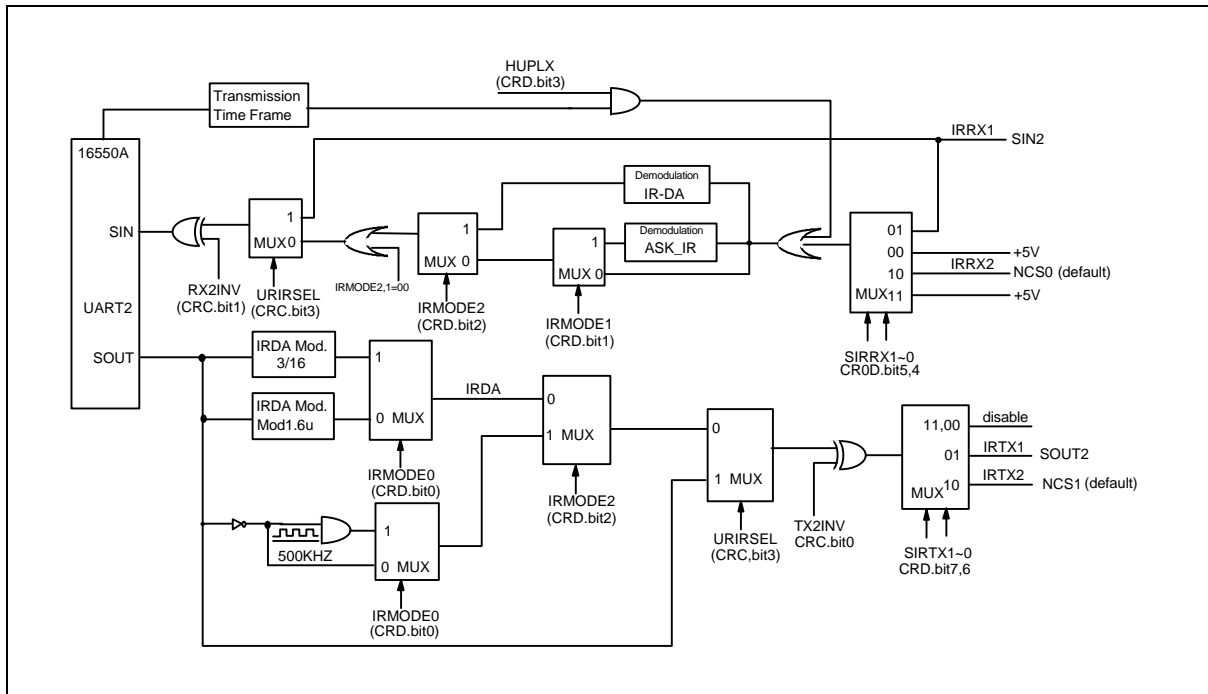 HUPLX
(CRD.bit3)
Transmission
Time Frame
16550A
SIN
UART2
SOUT
RX2INV
(CRC.bit1)
1
MUX 0
URIRSEL
(CRC.bit3)
IRMODE2,1=00
1
MUX 0
IRMODE2
(CRD.bit2)
1
MUX 0
IRMODE1
(CRD.bit1)
Demodulation
IR-DA
Demodulation
ASK_IR
IRRX1
SIN2
01
00
+5V
10
IRRX2
NCS0 (default)
MUX 11
+5V
SIRRX1~0
CR0D.bit5,4
IRDA Mod.
3/16
IRDA Mod.
Mod1.6u
1
0 MUX
IRMODE0
(CRD.bit0)
IRDA
500KHZ
1
0 MUX
IRMODE0
(CRD.bit0)
0
1 MUX
IRMODE2
(CRD.bit2)
0
1 MUX
URIRSEL
(CRC,bit3)
TX2INV
CRC.bit0
11,00
disable
01
IRTX1
SOUT2
MUX 10
IRTX2
NCS1 (default)
SIRTX1~0
CRD.bit7,6